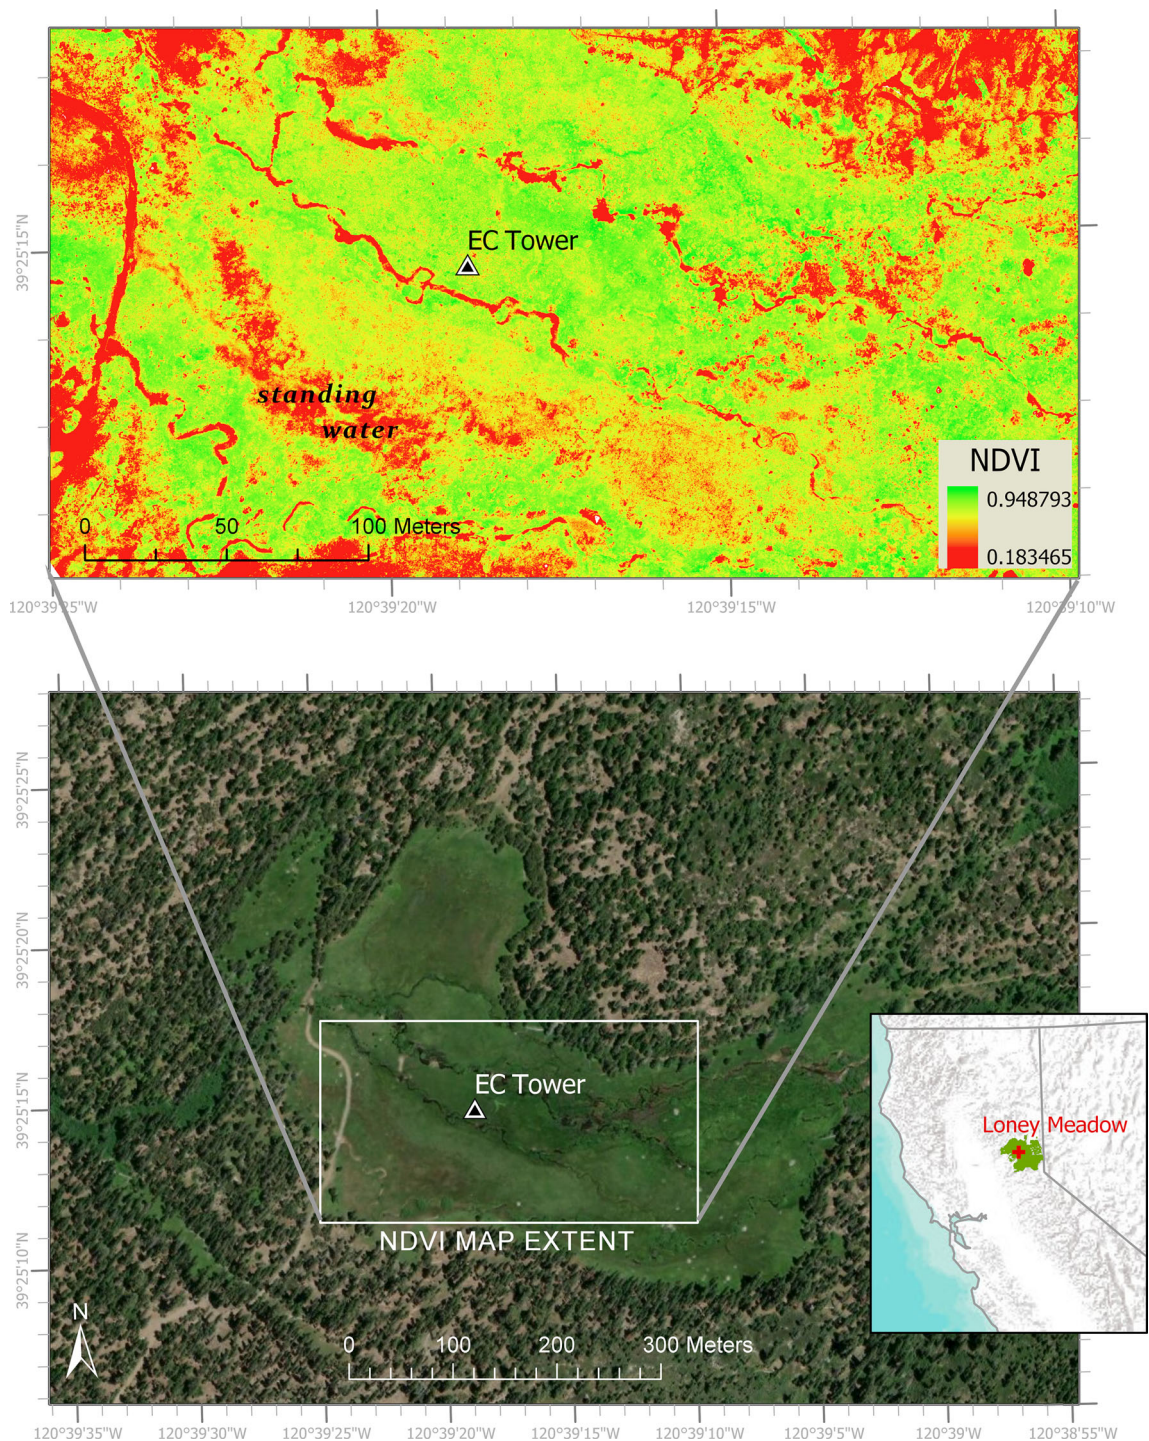 39°25'15"N
EC Tower
standing
water
NDVI
0.948793
0.183465
0 50 100 Meters
120°39'25"W 120°39'20"W 120°39'15"W 120°39'10"W
39°25'25"N
39°25'20"N
39°25'15"N
39°25'10"N
EC Tower
NDVI MAP EXTENT
Loney Meadow
N
0 100 200 300 Meters
120°39'35"W 120°39'30"W 120°39'25"W 120°39'20"W 120°39'15"W 120°39'10"W 120°39'5"W 120°39'W 120°38'55"W